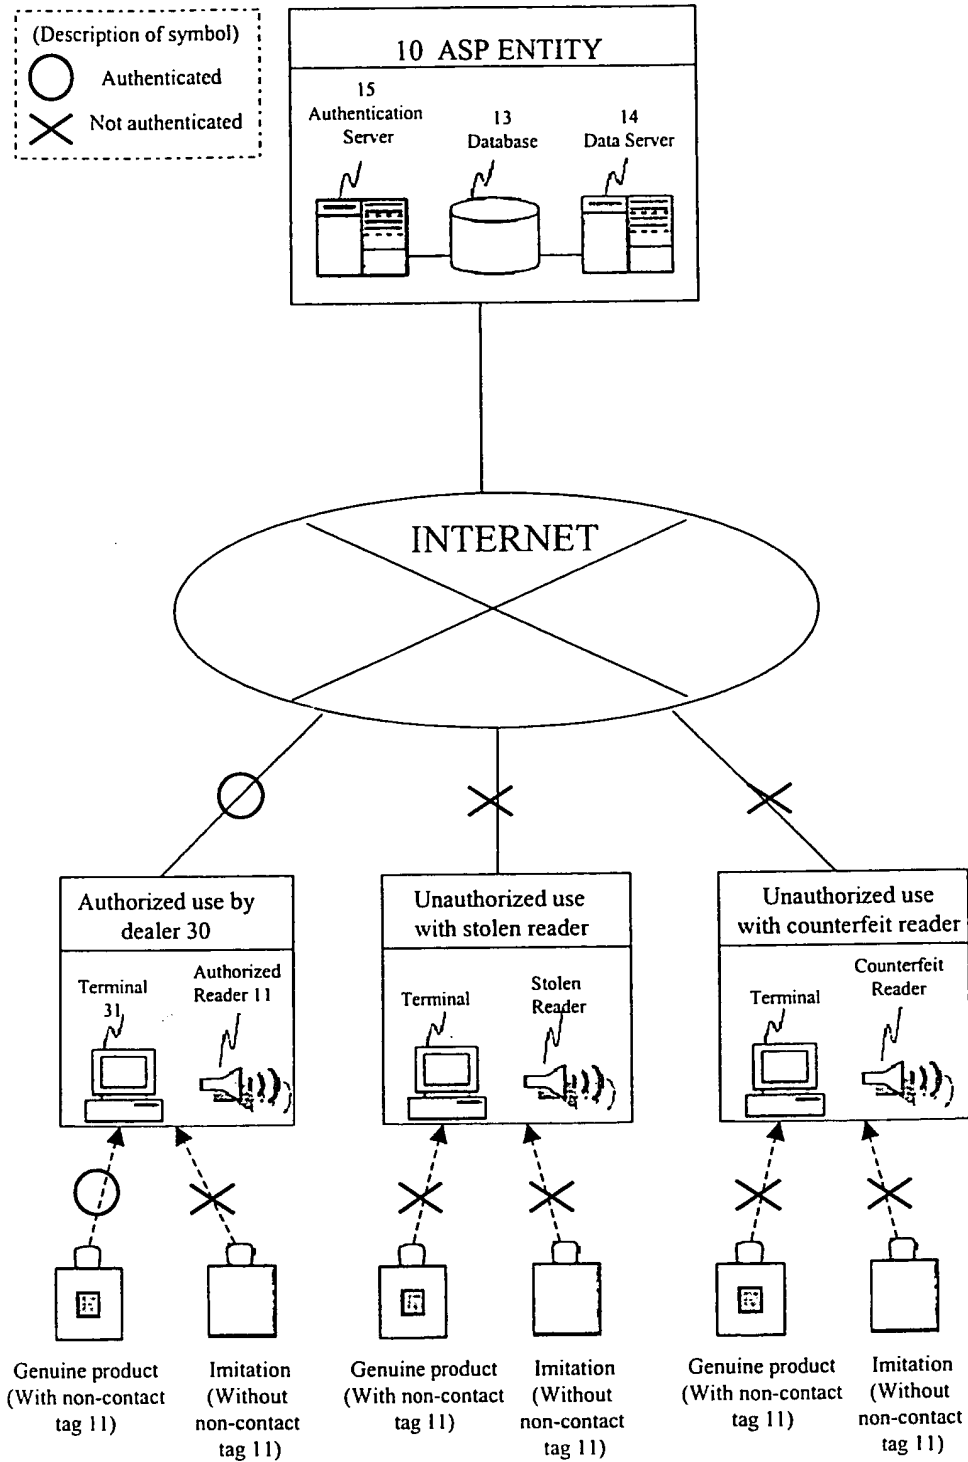 (Description of symbol)
Authenticated
Not authenticated
10 ASP ENTITY
15
Authentication
Server
13
Database
14
Data Server
INTERNET
Authorized use by
dealer 30
Terminal
31
Authorized
Reader 11
Unauthorized use
with stolen reader
Terminal
Stolen
Reader
Unauthorized use
with counterfeit reader
Terminal
Counterfeit
Reader
Genuine product
(With non-contact
tag 11)
Imitation
(Without
non-contact
tag 11)
Genuine product
(With non-contact
tag 11)
Imitation
(Without
non-contact
tag 11)
Genuine product
(With non-contact
tag 11)
Imitation
(Without
non-contact
tag 11)